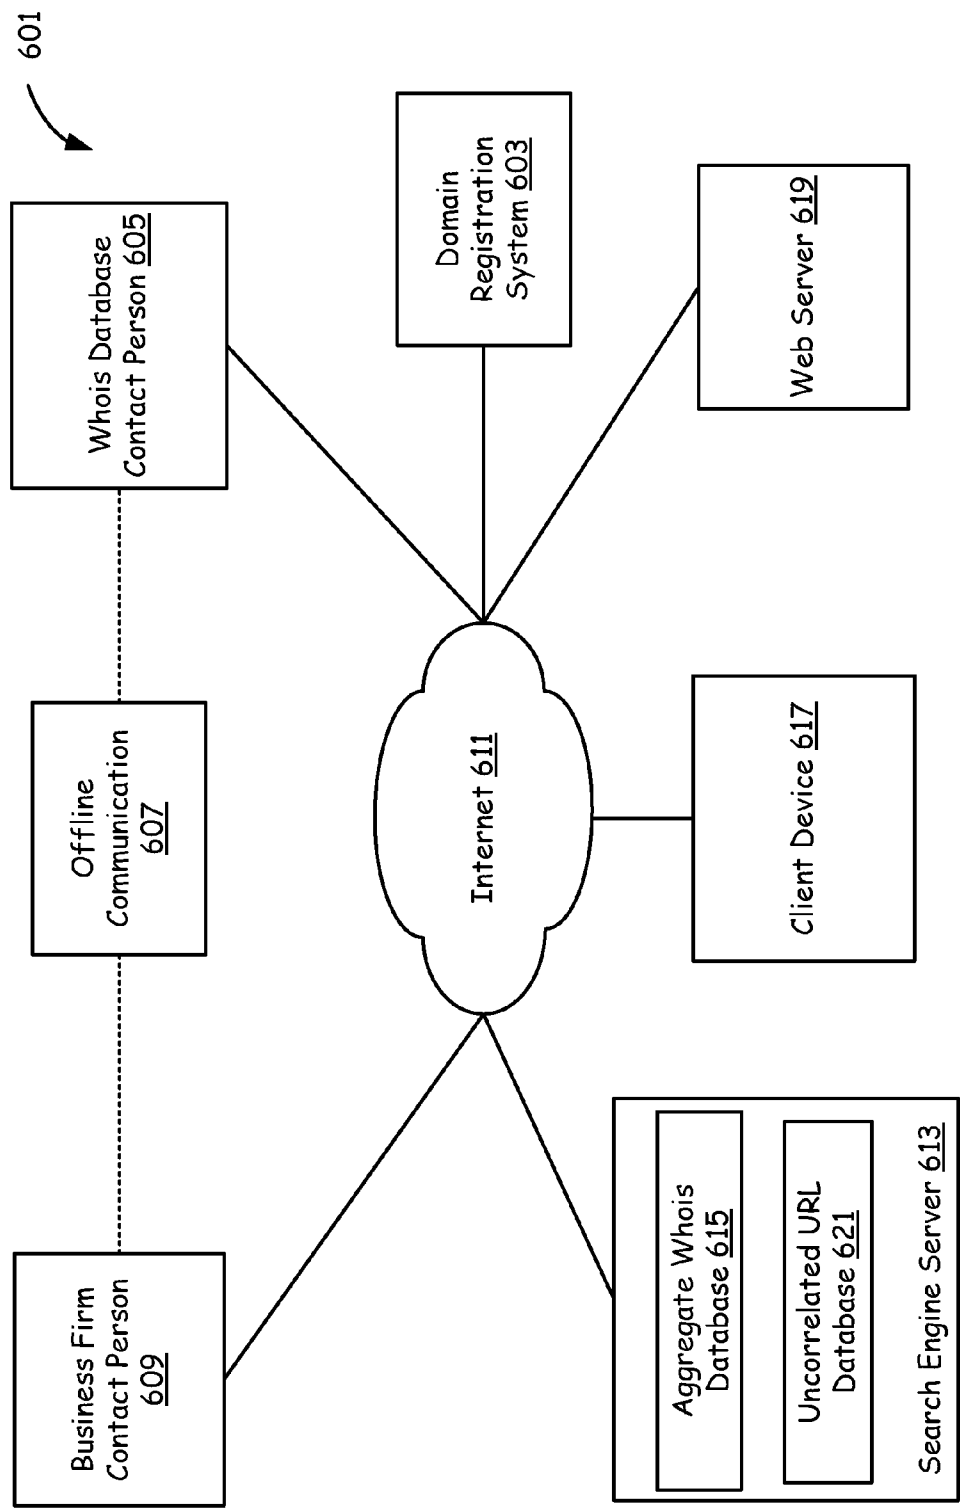 601
Business Firm
Contact Person
609
Offline
Communication
607
Whois Database
Contact Person 605
Internet 611
Domain
Registration
System 603
Aggregate Whois
Database 615
Uncorrelated URL
Database 621
Search Engine Server 613
Client Device 617
Web Server 619